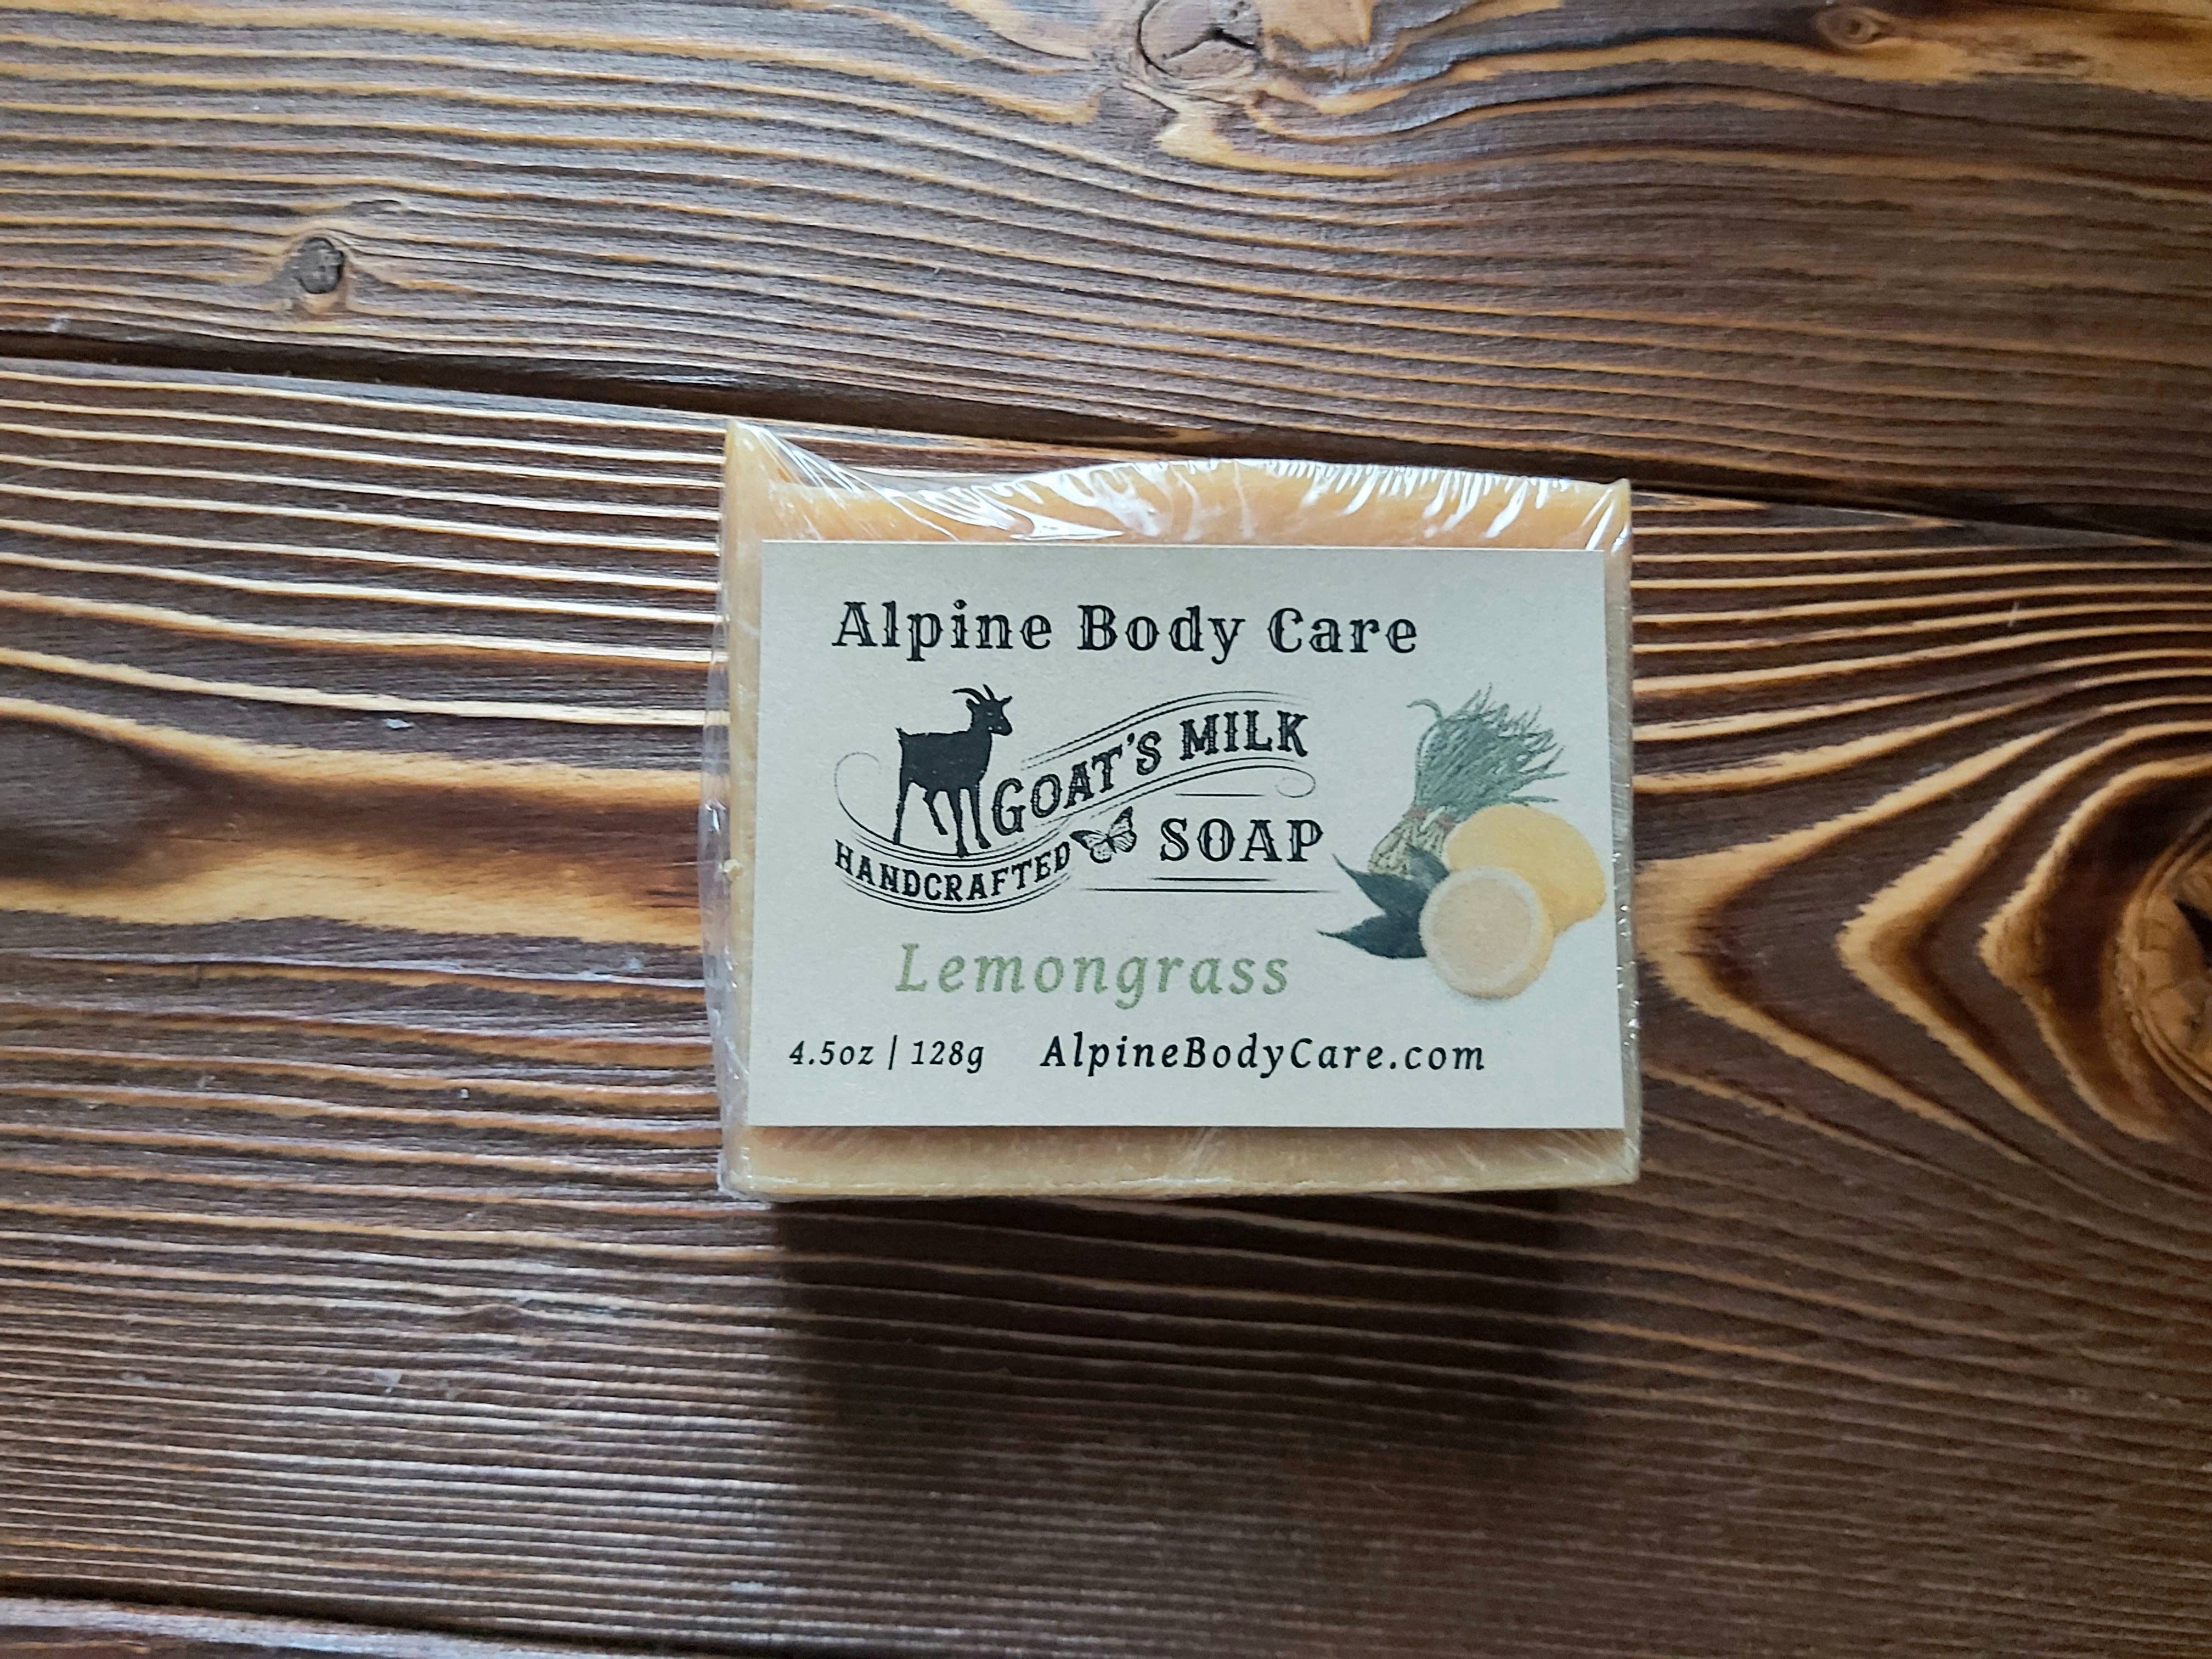 Alpine Body Care
GOAT'S MILK
HANDCRAFTED SOAP
Lemongrass
4.5oz | 128g AlpineBodyCare.com